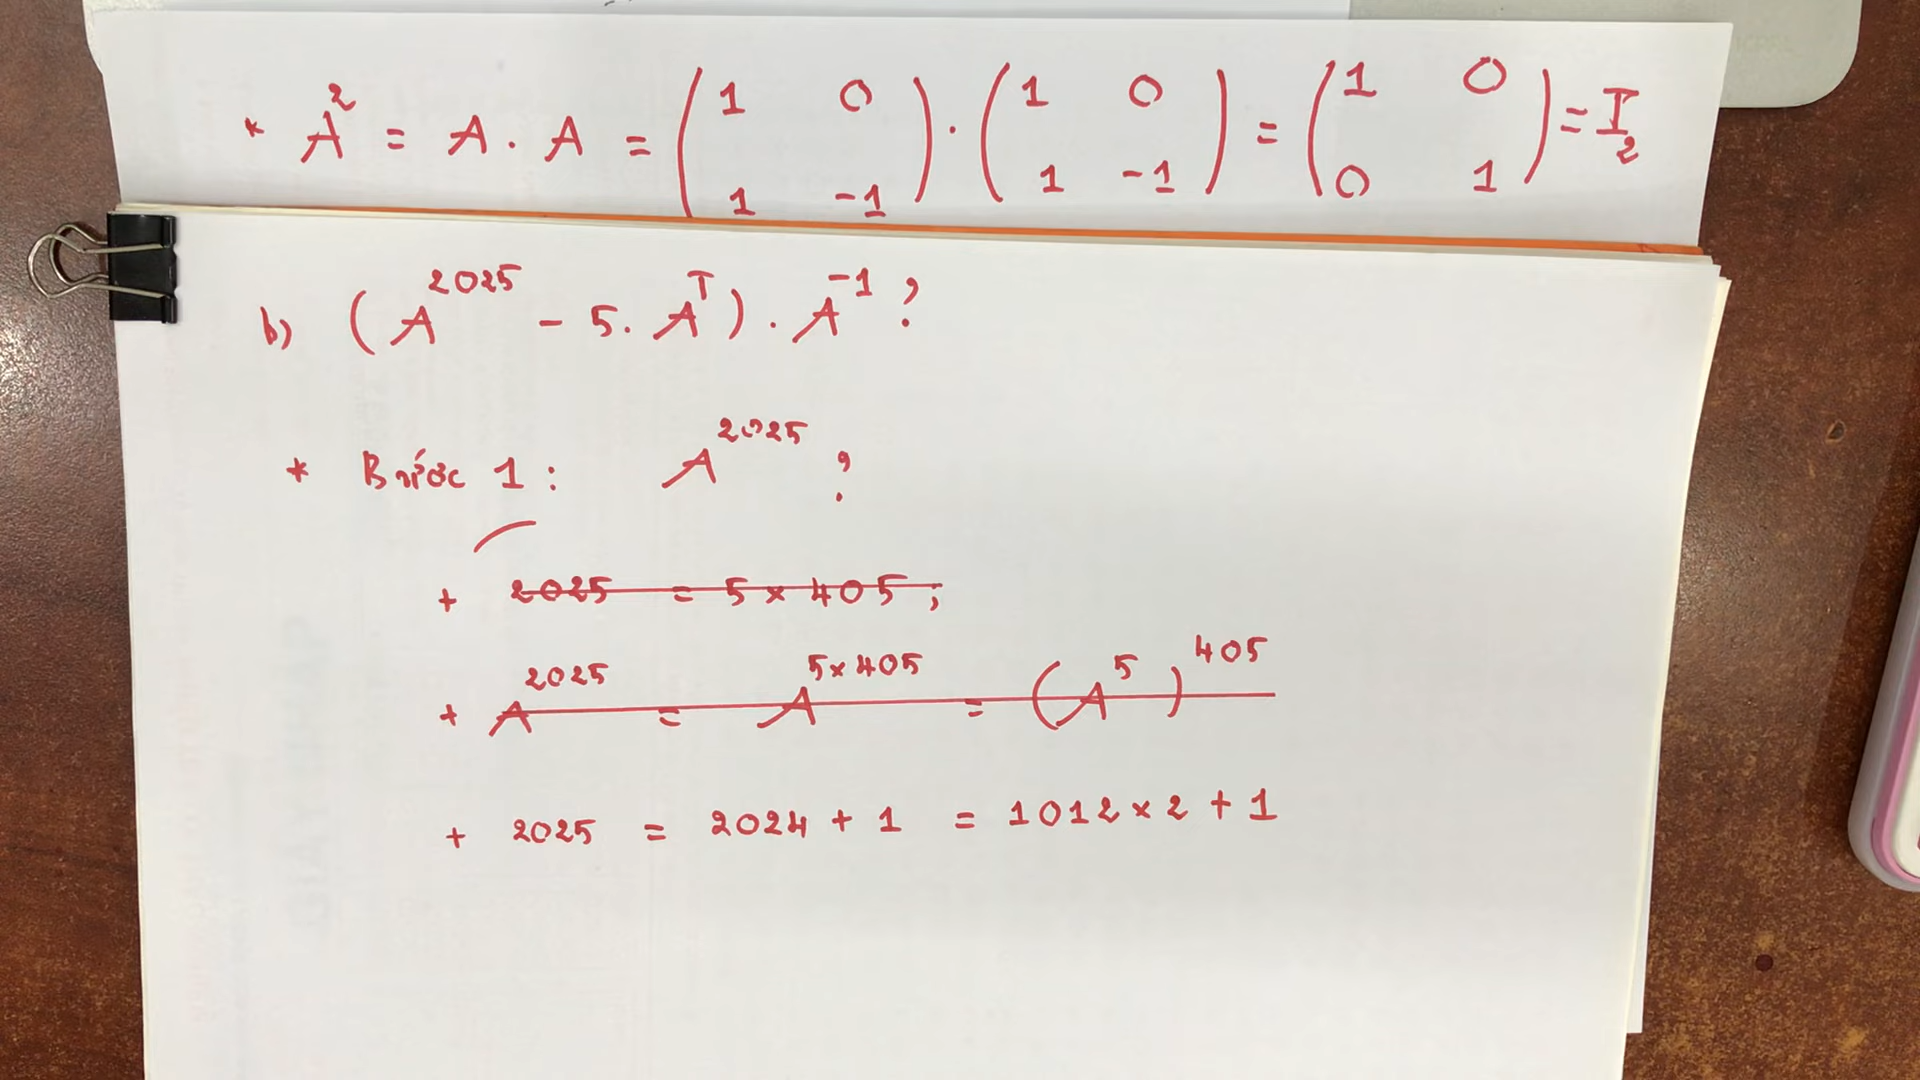 * A² = A . A = (1 0 1 -1) . (1 0 1 -1) = (1 0 0 1) = I₂
b) (A²⁰²⁵ - 5. Aᵀ) . A⁻¹ ?
* Bước 1 : A²⁰²⁵ ?
+ 2025 = 5 × 405 ;
+ A²⁰²⁵ = A⁵ˣ⁴⁰⁵ = (A⁵)⁴⁰⁵
+ 2025 = 2024 + 1 = 1012 × 2 + 1